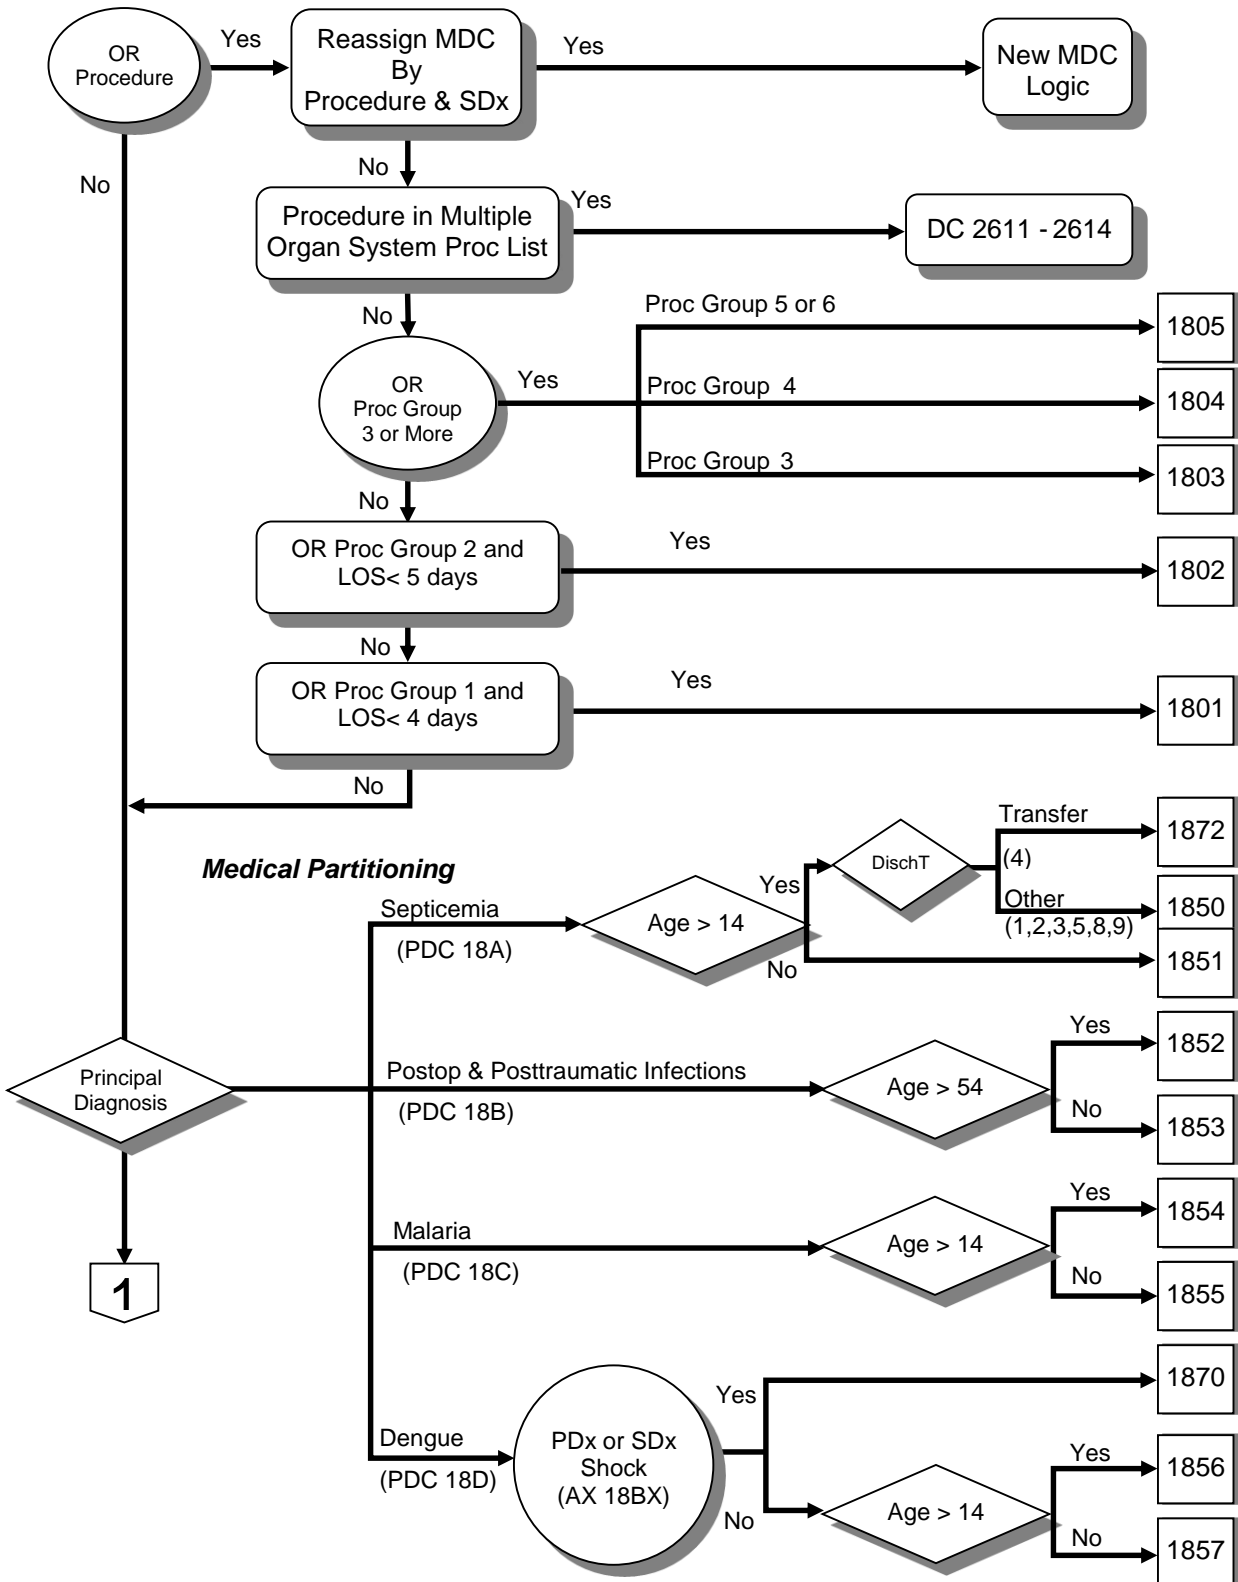 OR
Procedure
Yes
Reassign MDC
By
Procedure & SDx
Yes
New MDC
Logic
No
No
Procedure in Multiple
Organ System Proc List
Yes
DC 2611 - 2614
No
OR
Proc Group
3 or More
Yes
Proc Group 5 or 6
1805
Proc Group 4
1804
Proc Group 3
1803
No
OR Proc Group 2 and
LOS< 5 days
Yes
1802
No
OR Proc Group 1 and
LOS< 4 days
Yes
1801
No
Medical Partitioning
Septicemia
(PDC 18A)
Age > 14
Yes
DischT
Transfer
(4)
1872
Other
(1,2,3,5,8,9)
1850
No
1851
Principal
Diagnosis
Postop & Posttraumatic Infections
(PDC 18B)
Age > 54
Yes
1852
No
1853
Malaria
(PDC 18C)
Age > 14
Yes
1854
No
1855
1
Dengue
(PDC 18D)
PDx or SDx
Shock
(AX 18BX)
Yes
1870
No
Age > 14
Yes
1856
No
1857